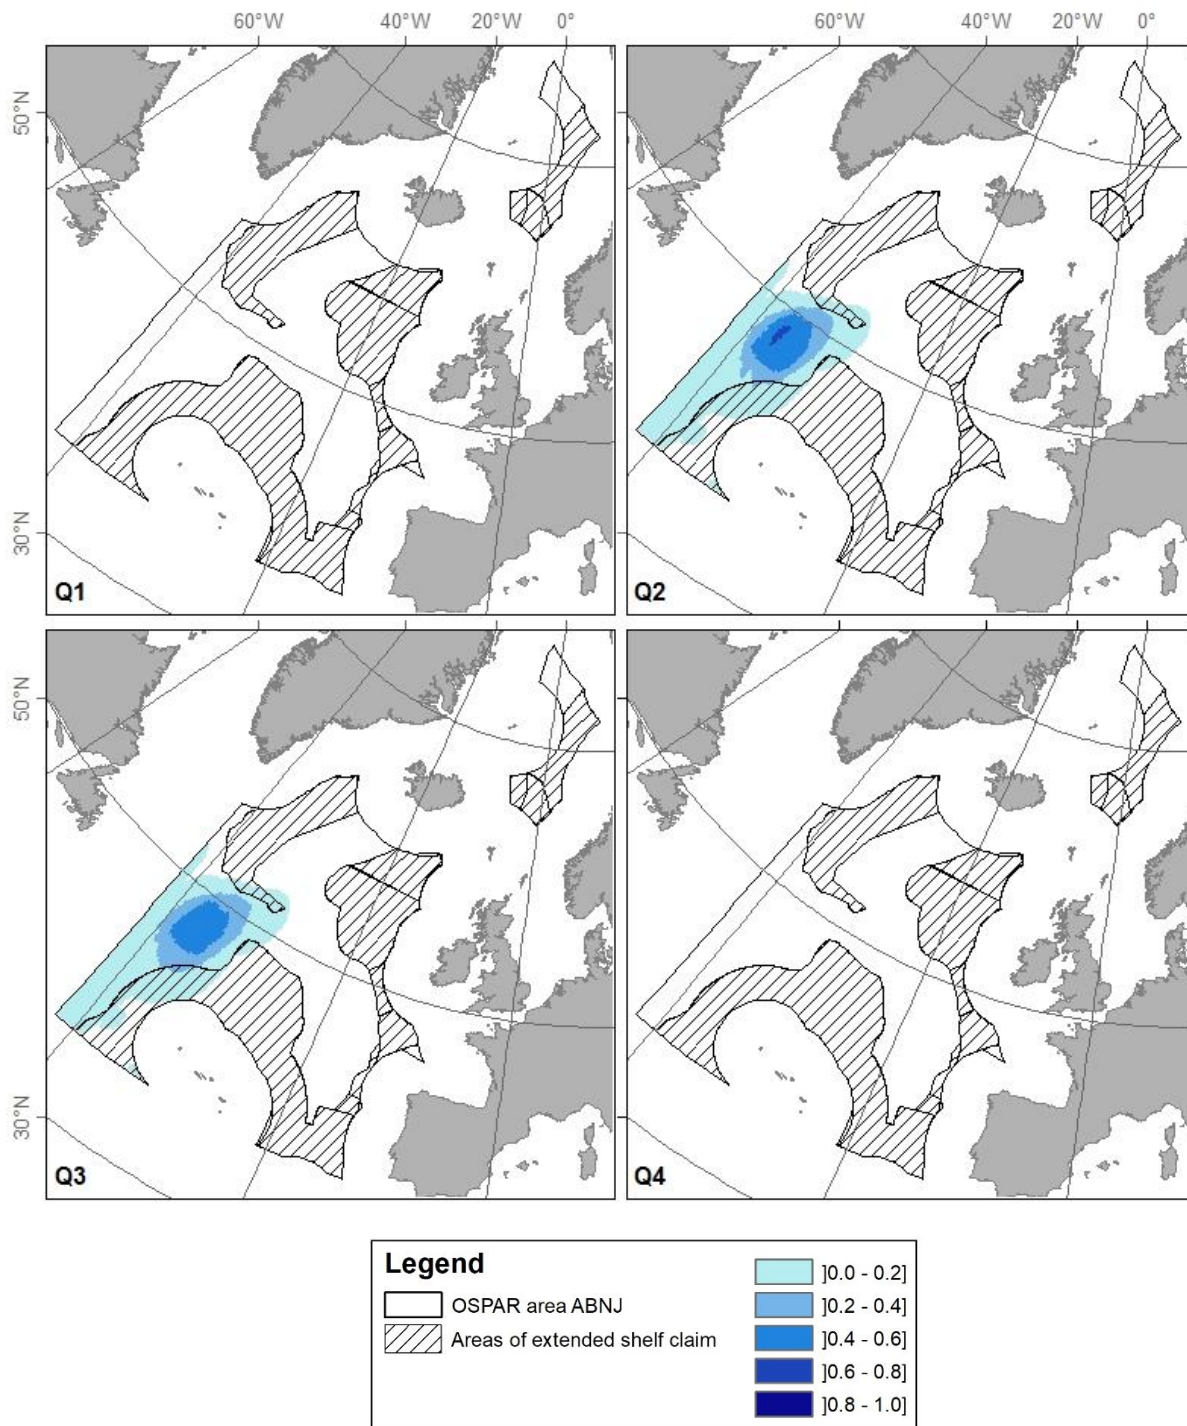 60°W 40°W 20°W 0° 60°W 40°W 20°W 0°
50°N
30°N
Q1 Q2
50°N
30°N
Q3 Q4
Legend
OSPAR area ABNJ
Areas of extended shelf claim
]0.0 - 0.2]
]0.2 - 0.4]
]0.4 - 0.6]
]0.6 - 0.8]
]0.8 - 1.0]